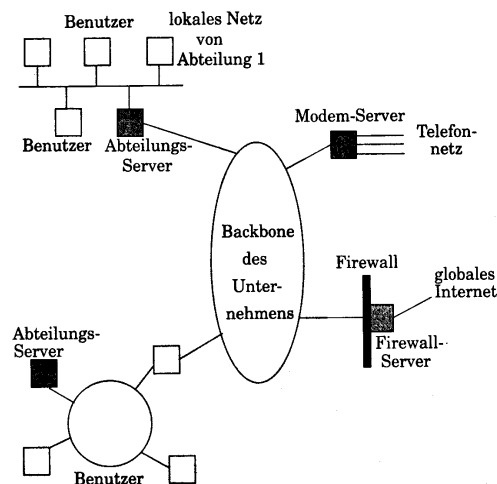 Benutzer
lokales Netz
von
Abteilung 1
Benutzer
Abteilungs-
Server
Modem-Server
Telefon-
netz
Backbone
des
Unter-
nehmens
Firewall
globales
Internet
Firewall-
Server
Abteilungs-
Server
Benutzer